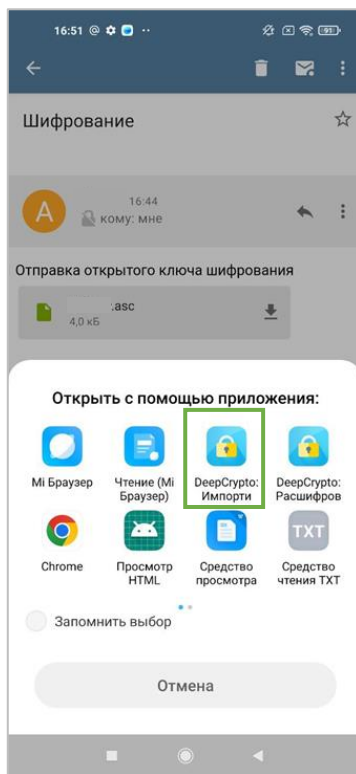 16:51
91
Шифрование
A
16:44
кому: мне
Отправка открытого ключа шифрования
.asc
4,0 кБ
Открыть с помощью приложения:
Mi Браузер
Чтение (Mi
Браузер)
DeepCrypto:
Импорти
DeepCrypto:
Расшифров
TXT
Chrome
Просмотр
HTML
Средство
просмотра
Средство
чтения TXT
Запомнить выбор
Отмена